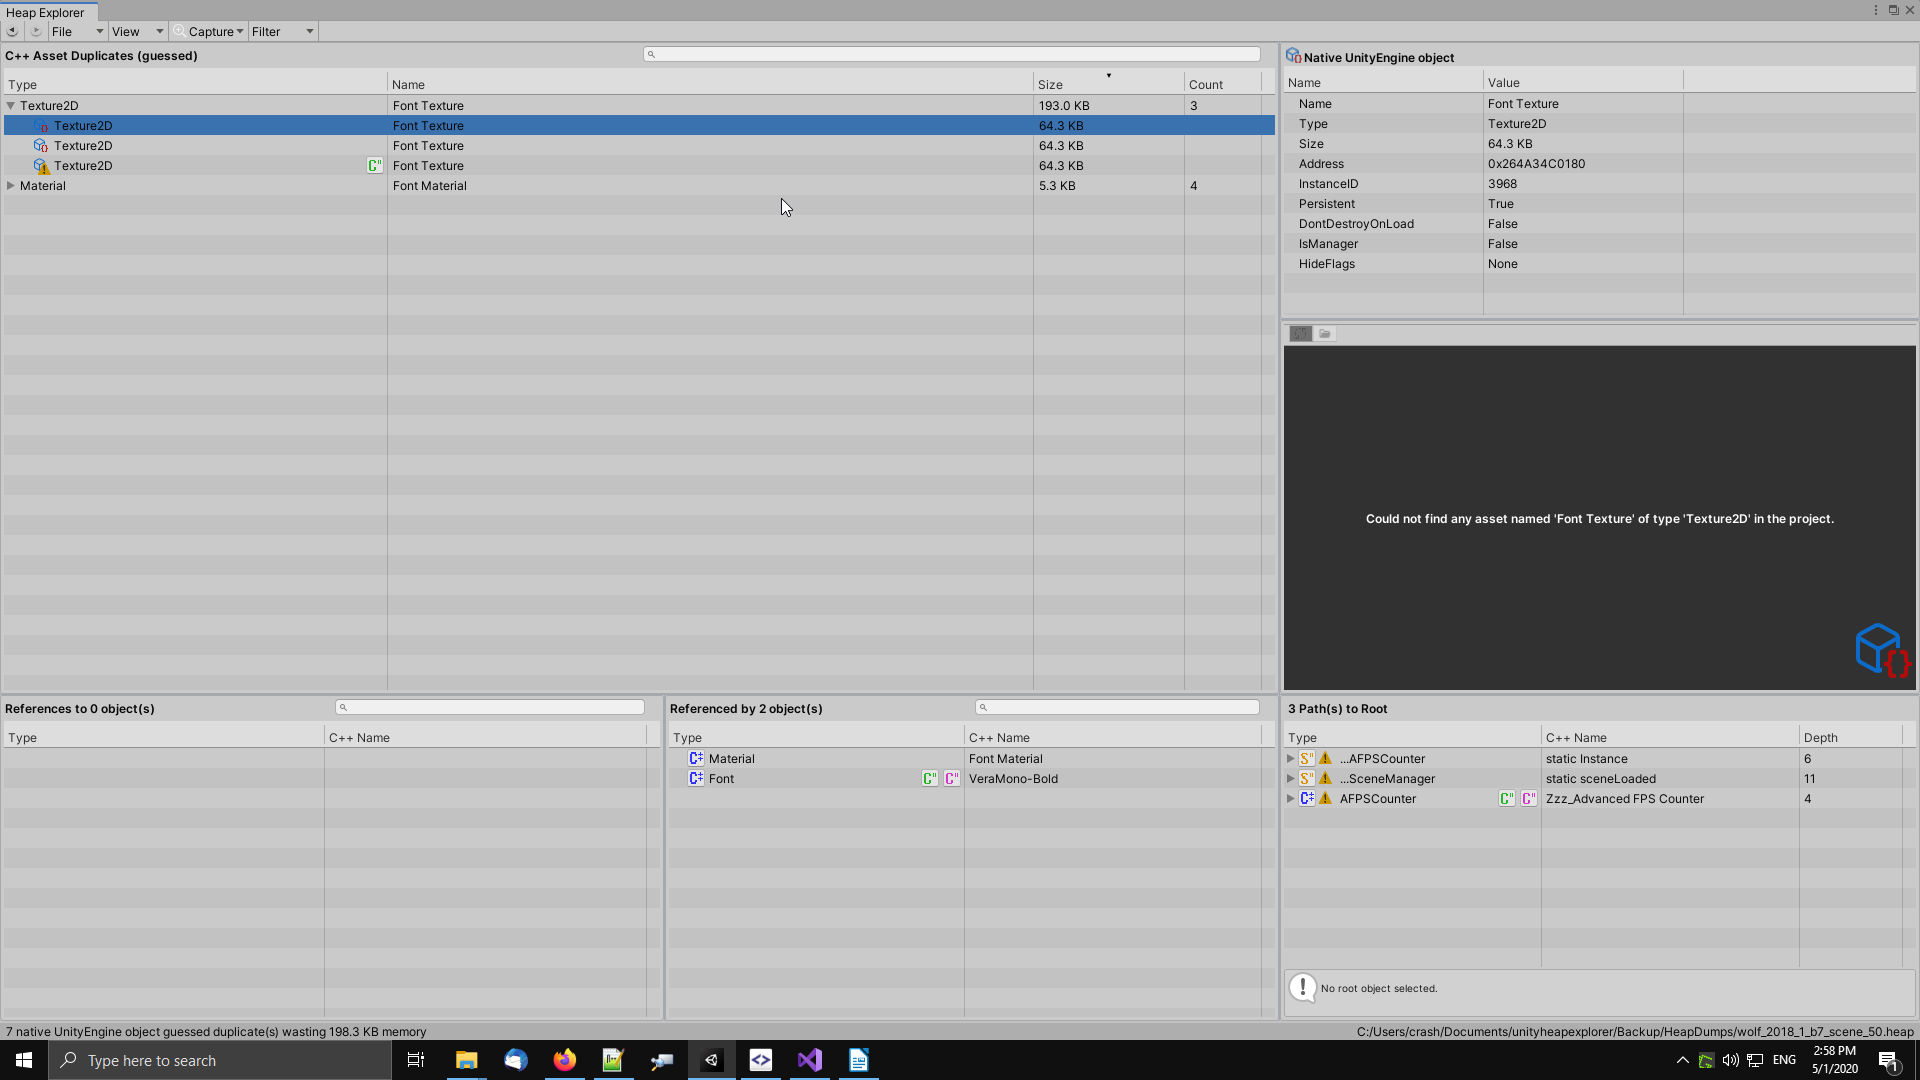 Heap Explorer
File View Capture Filter
C++ Asset Duplicates (guessed)
Type Name Size Count
Texture2D Font Texture 193.0 KB 3
Texture2D Font Texture 64.3 KB
Texture2D Font Texture 64.3 KB
Texture2D C# Font Texture 64.3 KB
Material Font Material 5.3 KB 4
Native UnityEngine object
Name Value
Name Font Texture
Type Texture2D
Size 64.3 KB
Address 0x264A34C0180
InstanceID 3968
Persistent True
DontDestroyOnLoad False
IsManager False
HideFlags None
Could not find any asset named 'Font Texture' of type 'Texture2D' in the project.
References to 0 object(s)
Type C++ Name
Referenced by 2 object(s)
Type C++ Name
Material Font Material
Font VeraMono-Bold
3 Path(s) to Root
Type C++ Name Depth
...AFPSCounter static Instance 6
...SceneManager static sceneLoaded 11
AFPSCounter Zzz_Advanced FPS Counter 4
No root object selected.
7 native UnityEngine object guessed duplicate(s) wasting 198.3 KB memory
C:/Users/crash/Documents/unityheapexplorer/Backup/HeapDumps/wolf_2018_1_b7_scene_50.heap
Type here to search
ENG
2:58 PM
5/1/2020
1